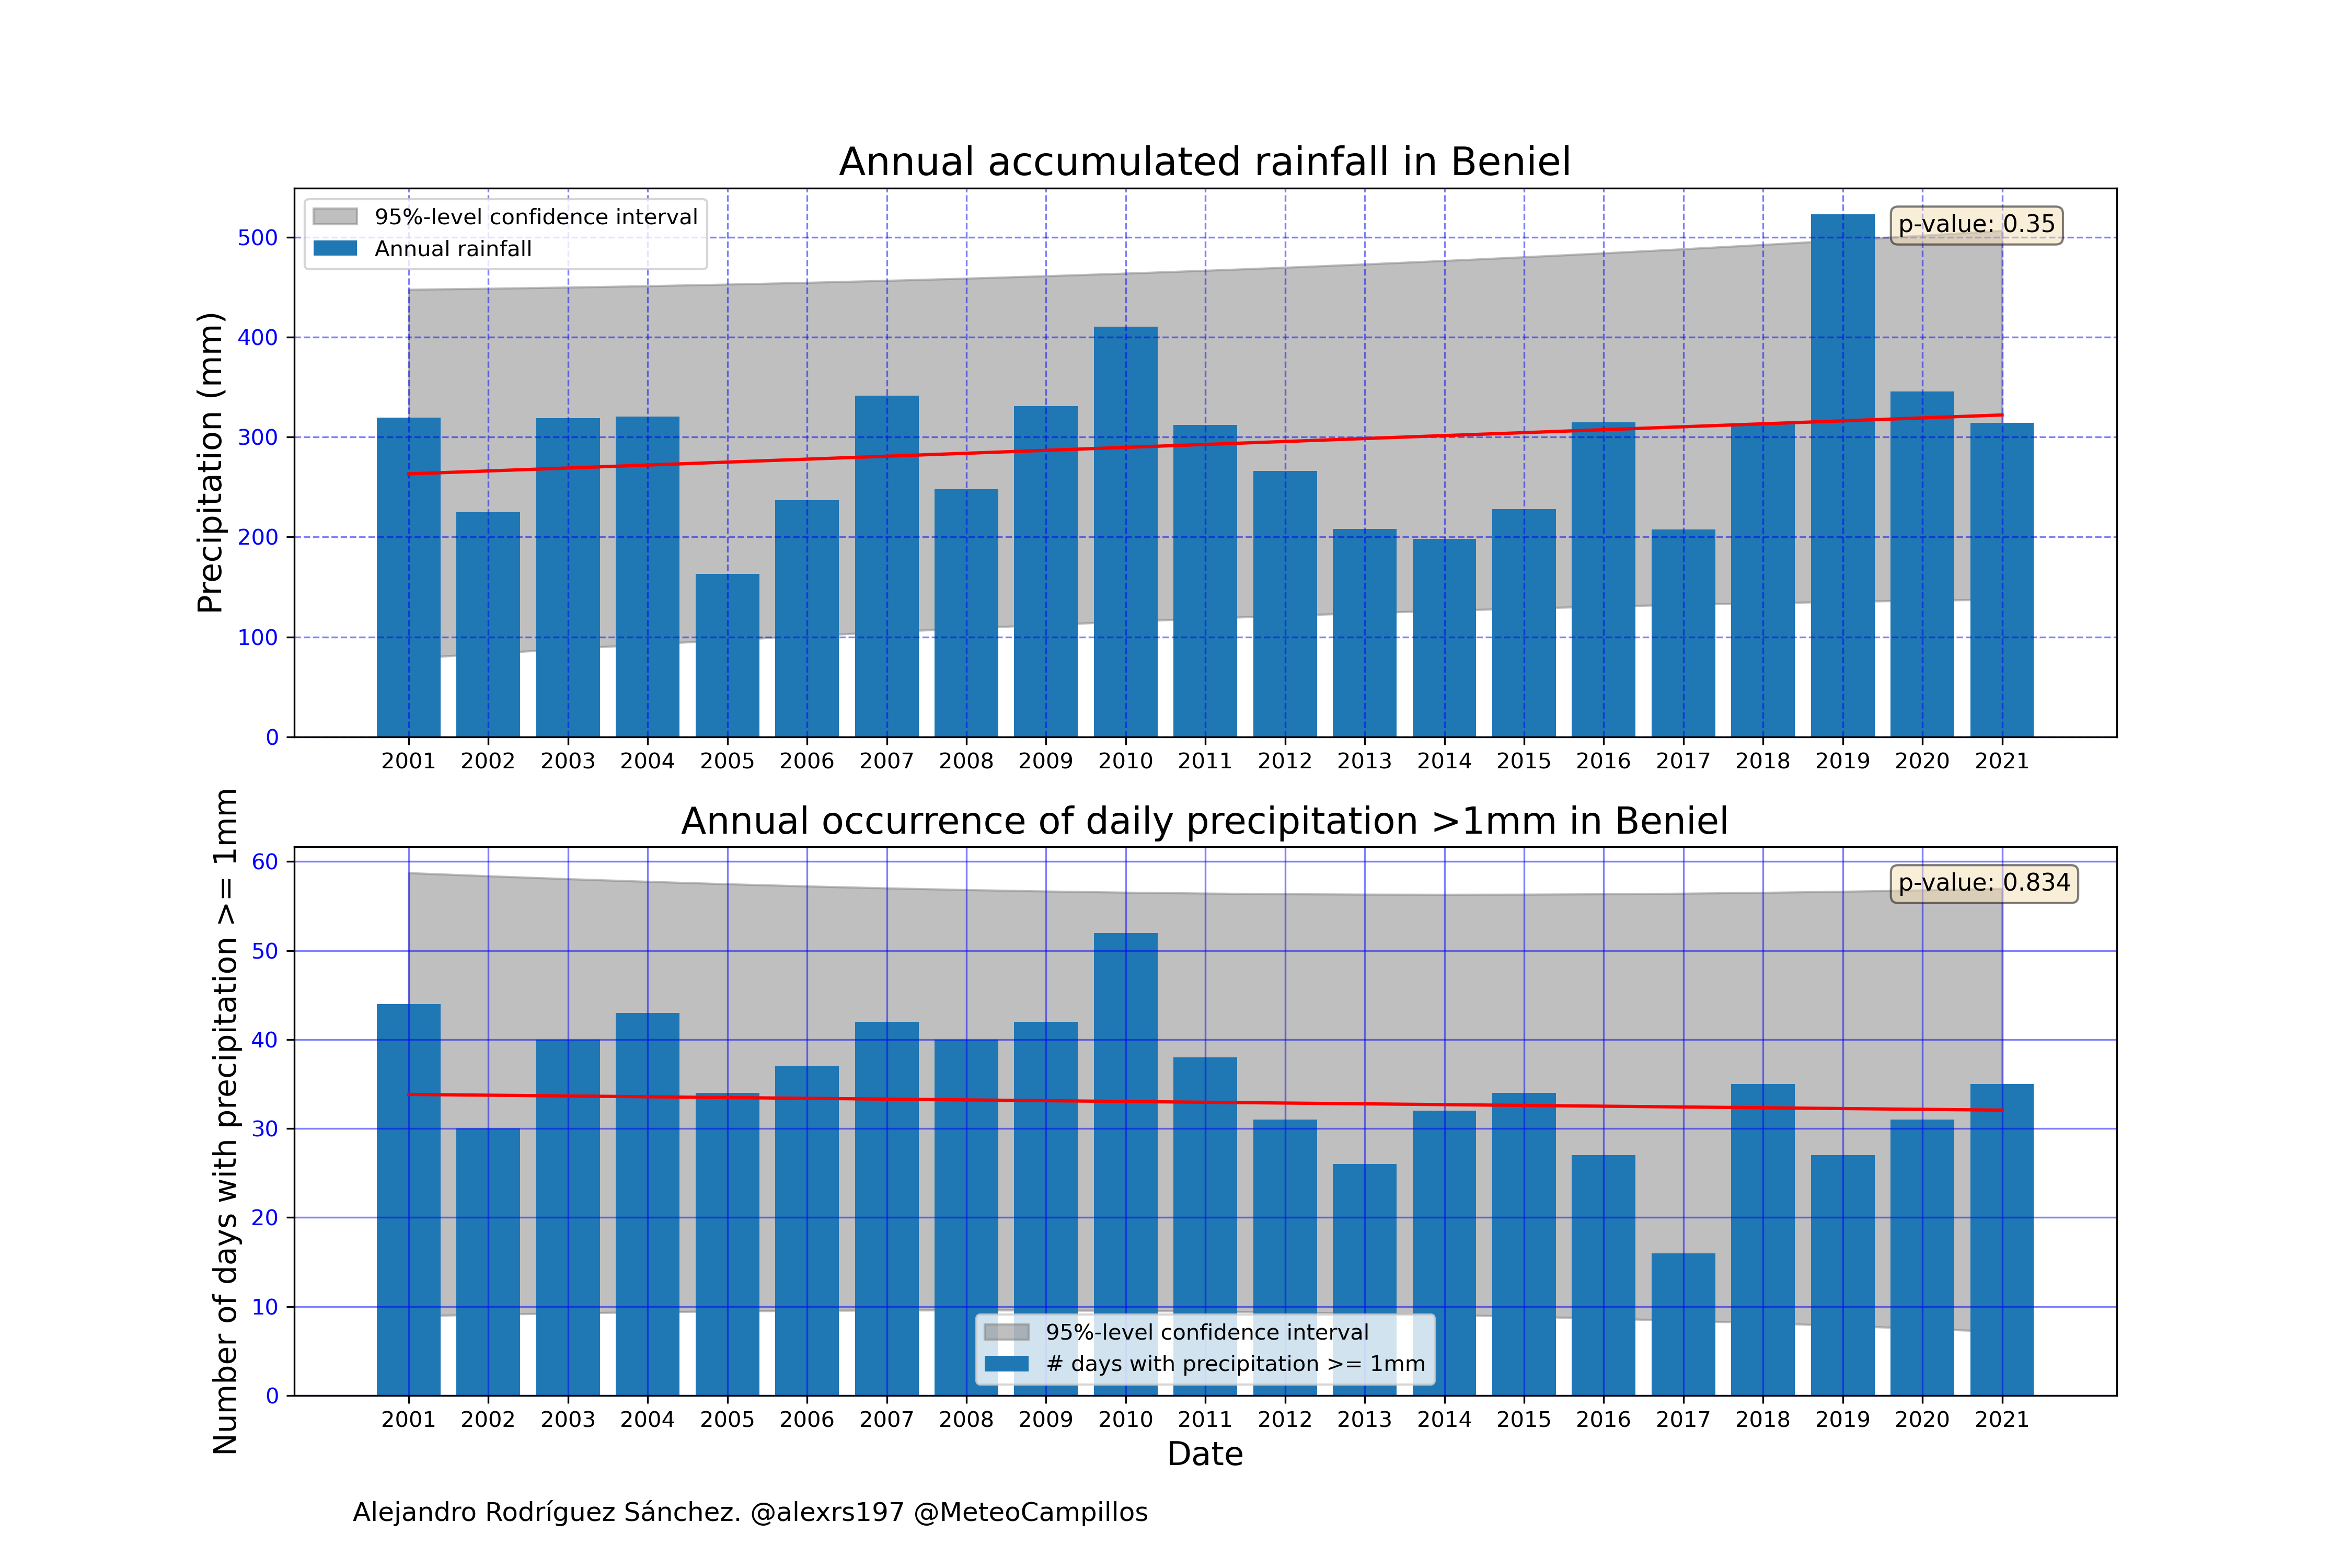 Annual accumulated rainfall in Beniel
95%-level confidence interval
Annual rainfall
p-value: 0.35
Precipitation (mm)
500
400
300
200
100
0
2001 2002 2003 2004 2005 2006 2007 2008 2009 2010 2011 2012 2013 2014 2015 2016 2017 2018 2019 2020 2021
Annual occurrence of daily precipitation >1mm in Beniel
p-value: 0.834
Number of days with precipitation >= 1mm
60
50
40
30
20
10
0
95%-level confidence interval
# days with precipitation >= 1mm
2001 2002 2003 2004 2005 2006 2007 2008 2009 2010 2011 2012 2013 2014 2015 2016 2017 2018 2019 2020 2021
Date
Alejandro Rodríguez Sánchez. @alexrs197 @MeteoCampillos